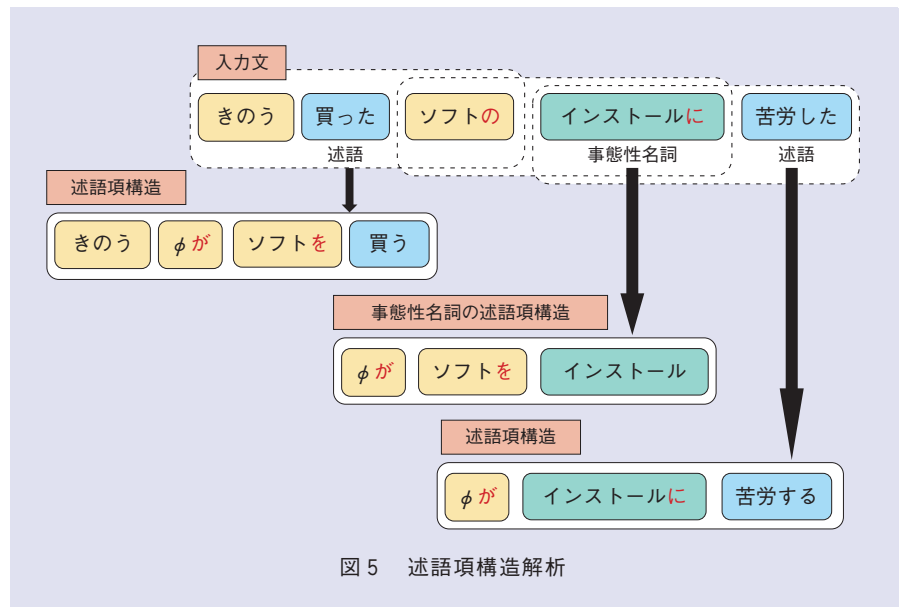 入力文
きのう 買った ソフトの インストールに 苦労した
述語 事態性名詞 述語
述語項構造
きのう φが ソフトを 買う
事態性名詞の述語項構造
φが ソフトを インストール
述語項構造
φが インストールに 苦労する
図5 述語項構造解析